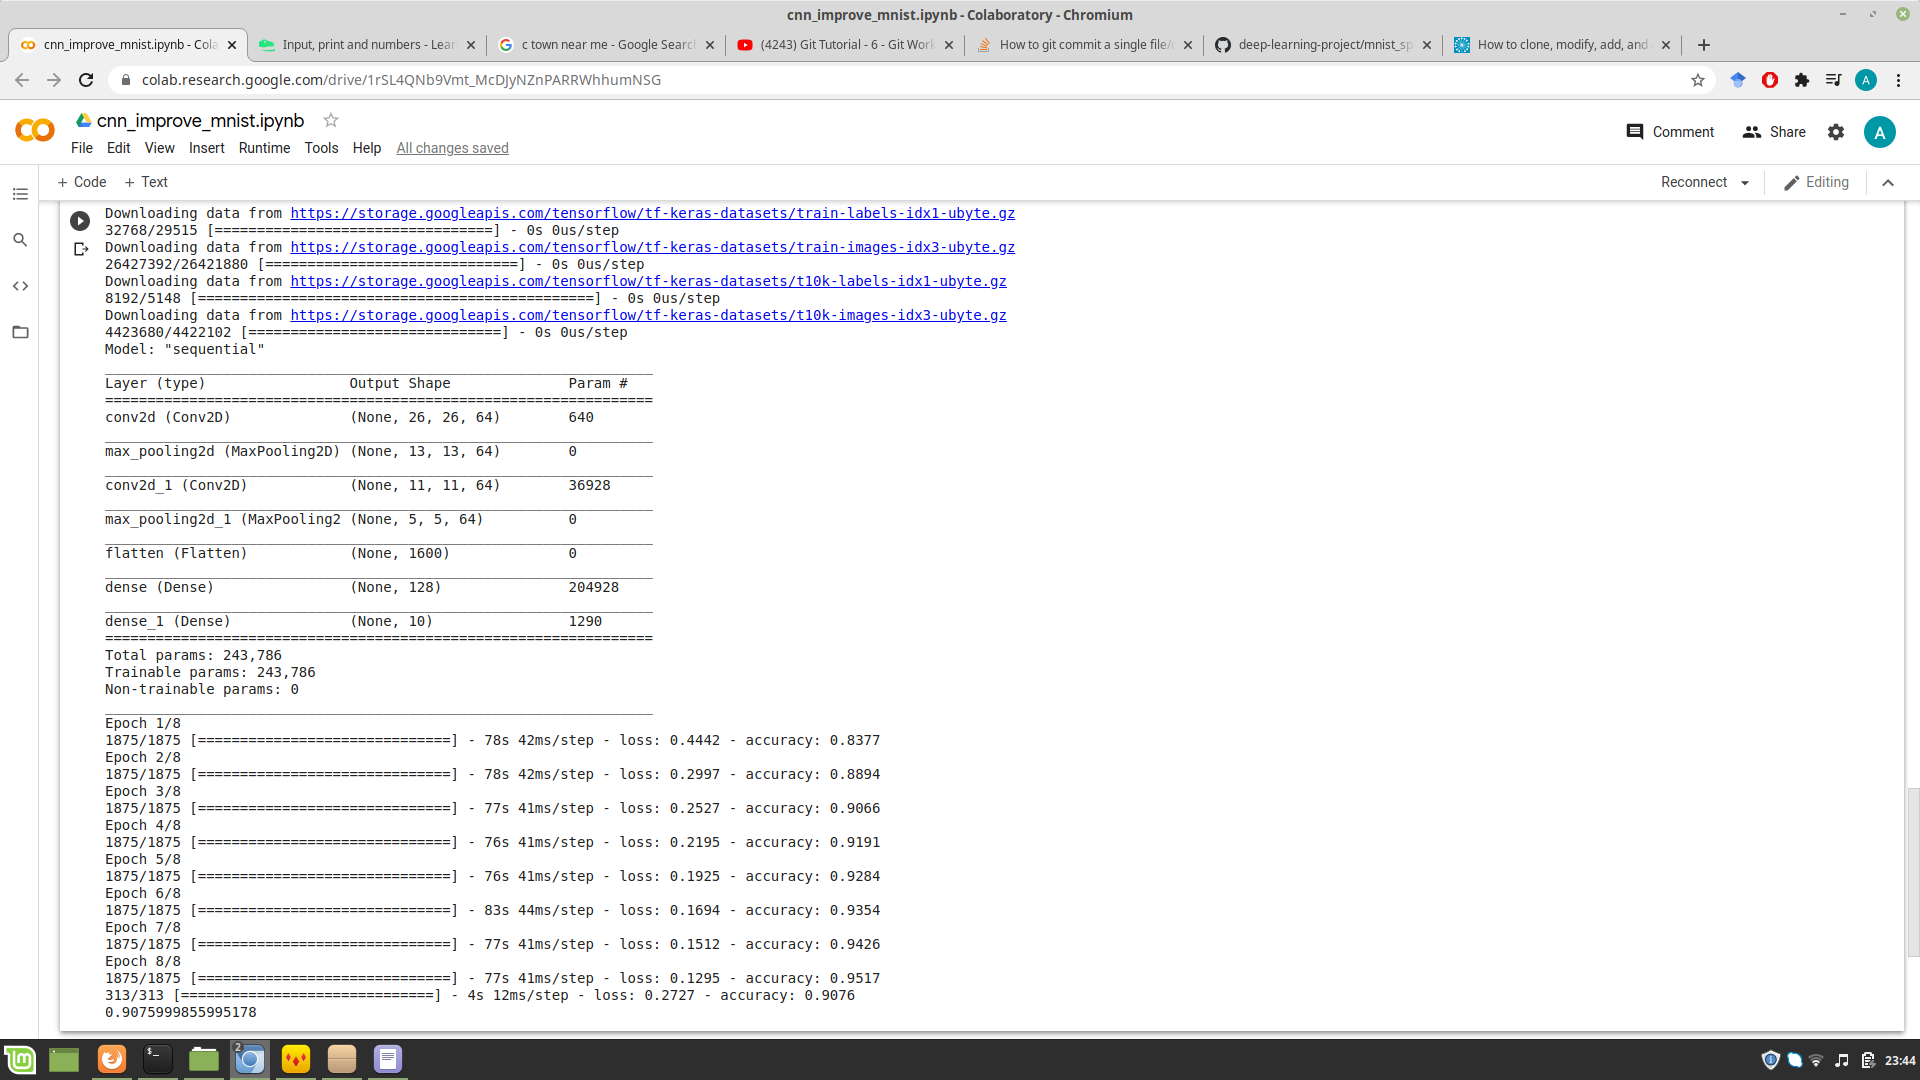 cnn_improve_mnist.ipynb - Colaboratory - Chromium
cnn_improve_mnist.ipynb - Cola
Input, print and numbers - Lear
c town near me - Google Search
(4243) Git Tutorial - 6 - Git Work
How to git commit a single file/
deep-learning-project/mnist_sp
How to clone, modify, add, and
colab.research.google.com/drive/1rSL4QNb9Vmt_McDJyNZnPARRWhhumNSG
A
cnn_improve_mnist.ipynb
File Edit View Insert Runtime Tools Help All changes saved
Comment
Share
A
+ Code + Text
Reconnect
Editing
Downloading data from https://storage.googleapis.com/tensorflow/tf-keras-datasets/train-labels-idx1-ubyte.gz
32768/29515 [=================================] - 0s 0us/step
Downloading data from https://storage.googleapis.com/tensorflow/tf-keras-datasets/train-images-idx3-ubyte.gz
26427392/26421880 [==============================] - 0s 0us/step
Downloading data from https://storage.googleapis.com/tensorflow/tf-keras-datasets/t10k-labels-idx1-ubyte.gz
8192/5148 [===============================================] - 0s 0us/step
Downloading data from https://storage.googleapis.com/tensorflow/tf-keras-datasets/t10k-images-idx3-ubyte.gz
4423680/4422102 [==============================] - 0s 0us/step
Model: "sequential"
_________________________________________________________________
Layer (type) Output Shape Param #
=================================================================
conv2d (Conv2D) (None, 26, 26, 64) 640
_________________________________________________________________
max_pooling2d (MaxPooling2D) (None, 13, 13, 64) 0
_________________________________________________________________
conv2d_1 (Conv2D) (None, 11, 11, 64) 36928
_________________________________________________________________
max_pooling2d_1 (MaxPooling2 (None, 5, 5, 64) 0
_________________________________________________________________
flatten (Flatten) (None, 1600) 0
_________________________________________________________________
dense (Dense) (None, 128) 204928
_________________________________________________________________
dense_1 (Dense) (None, 10) 1290
=================================================================
Total params: 243,786
Trainable params: 243,786
Non-trainable params: 0
_________________________________________________________________
Epoch 1/8
1875/1875 [==============================] - 78s 42ms/step - loss: 0.4442 - accuracy: 0.8377
Epoch 2/8
1875/1875 [==============================] - 78s 42ms/step - loss: 0.2997 - accuracy: 0.8894
Epoch 3/8
1875/1875 [==============================] - 77s 41ms/step - loss: 0.2527 - accuracy: 0.9066
Epoch 4/8
1875/1875 [==============================] - 76s 41ms/step - loss: 0.2195 - accuracy: 0.9191
Epoch 5/8
1875/1875 [==============================] - 76s 41ms/step - loss: 0.1925 - accuracy: 0.9284
Epoch 6/8
1875/1875 [==============================] - 83s 44ms/step - loss: 0.1694 - accuracy: 0.9354
Epoch 7/8
1875/1875 [==============================] - 77s 41ms/step - loss: 0.1512 - accuracy: 0.9426
Epoch 8/8
1875/1875 [==============================] - 77s 41ms/step - loss: 0.1295 - accuracy: 0.9517
313/313 [==============================] - 4s 12ms/step - loss: 0.2727 - accuracy: 0.9076
0.9075999855995178
2
23:44